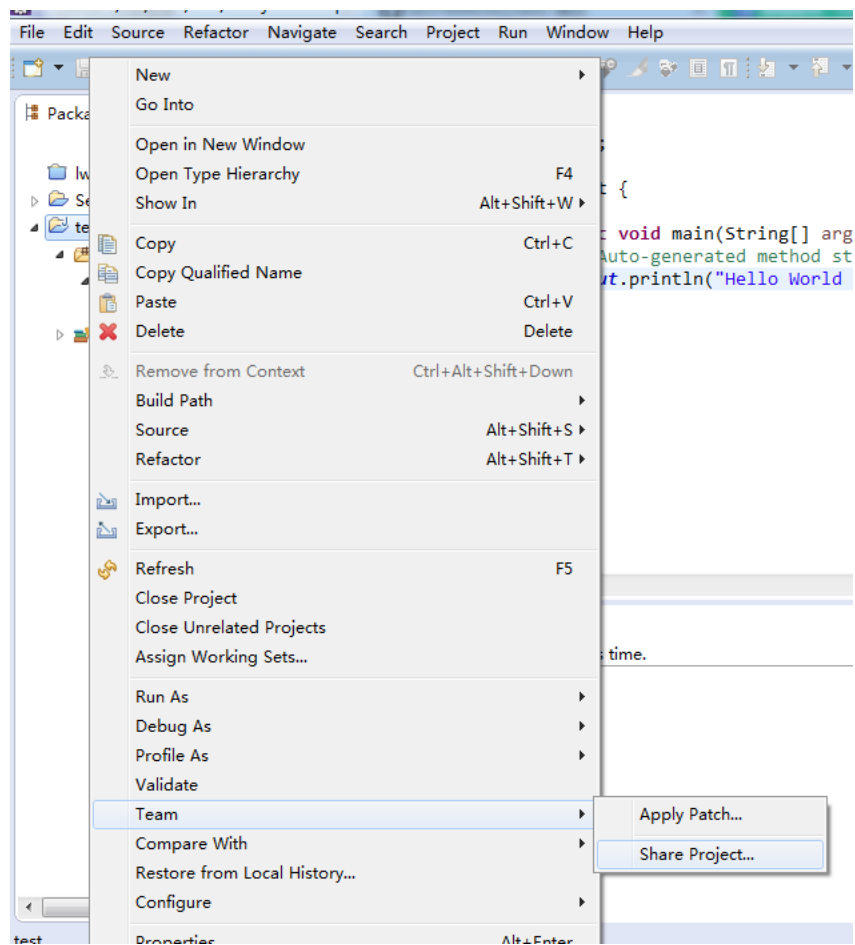 File Edit Source Refactor Navigate Search Project Run Window Help
New
Go Into
Open in New Window
Open Type Hierarchy F4
Show In Alt+Shift+W
Copy Ctrl+C
Copy Qualified Name
Paste Ctrl+V
Delete Delete
Remove from Context Ctrl+Alt+Shift+Down
Build Path
Source Alt+Shift+S
Refactor Alt+Shift+T
Import...
Export...
Refresh F5
Close Project
Close Unrelated Projects
Assign Working Sets...
Run As
Debug As
Profile As
Validate
Team
Compare With
Restore from Local History...
Configure
Properties Alt+Enter
Apply Patch...
Share Project...
Packa
lw
Se
te
;
t {
c void main(String[] arg
Auto-generated method st
ut.println("Hello World
s time.
test